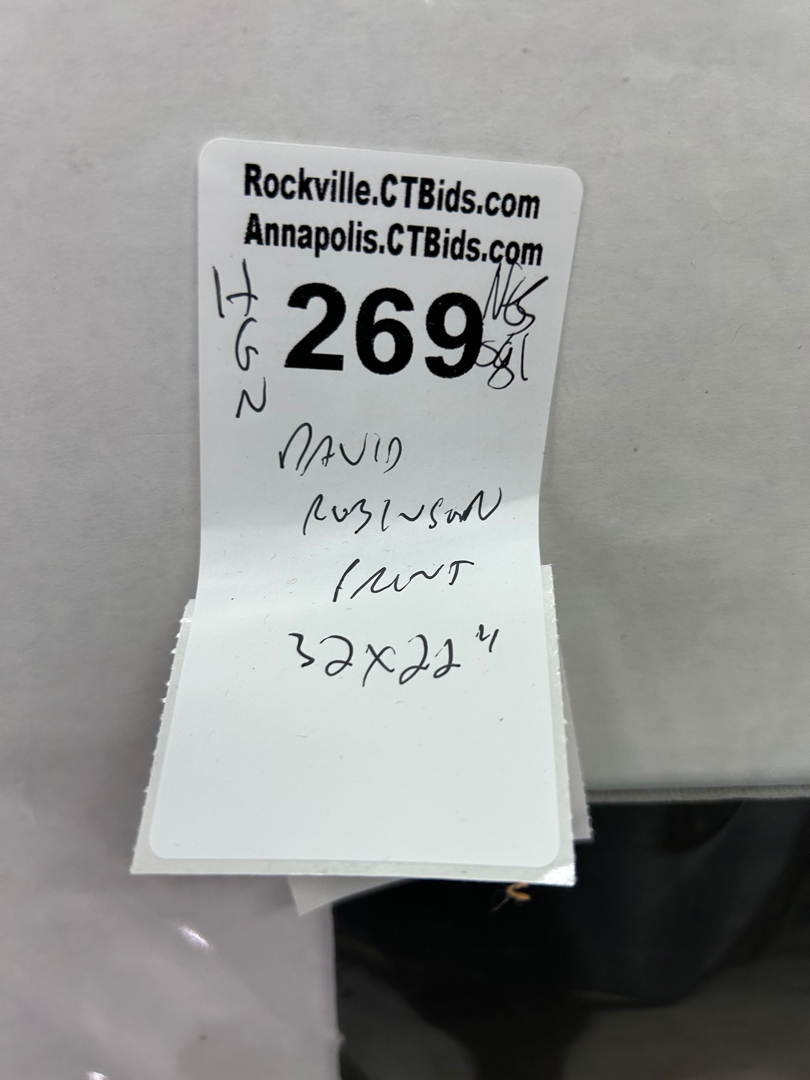 Rockville.CTBids.com
Annapolis.CTBids.com
269
DAVID
ROBINSON
PRINT
32x22"